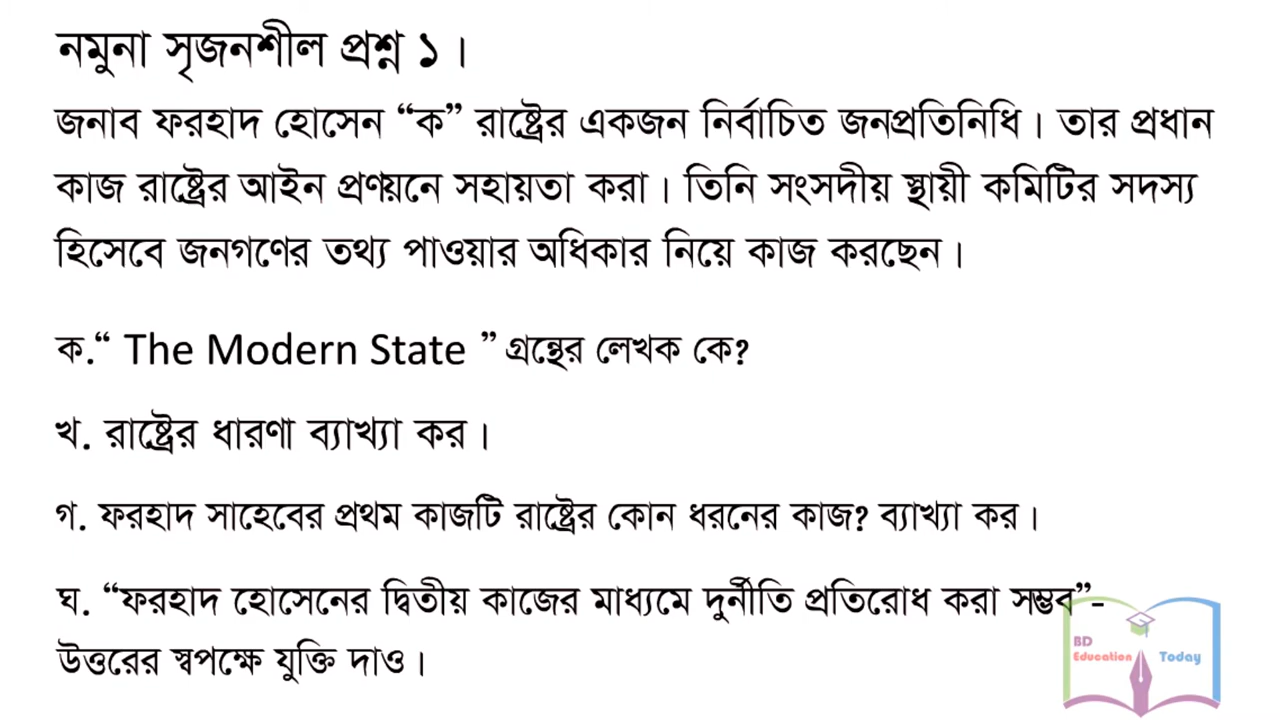 নমুনা সৃজনশীল প্রশ্ন ১।
জনাব ফরহাদ হোসেন “ক” রাষ্ট্রের একজন নির্বাচিত জনপ্রতিনিধি। তার প্রধান
কাজ রাষ্ট্রের আইন প্রণয়নে সহায়তা করা। তিনি সংসদীয় স্থায়ী কমিটির সদস্য
হিসেবে জনগণের তথ্য পাওয়ার অধিকার নিয়ে কাজ করছেন।
ক.“ The Modern State ” গ্রন্থের লেখক কে?
খ. রাষ্ট্রের ধারণা ব্যাখ্যা কর।
গ. ফরহাদ সাহেবের প্রথম কাজটি রাষ্ট্রের কোন ধরনের কাজ? ব্যাখ্যা কর।
ঘ. “ফরহাদ হোসেনের দ্বিতীয় কাজের মাধ্যমে দুর্নীতি প্রতিরোধ করা সম্ভব”-
উত্তরের স্বপক্ষে যুক্তি দাও।
BD
Education Today